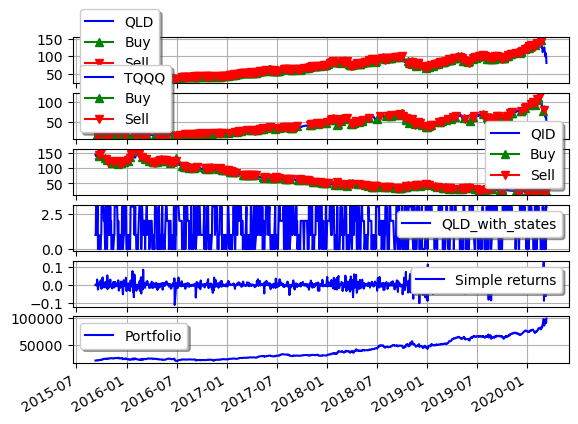 QLD
Buy
Sell
150
100
50
TQQQ
Buy
Sell
100
50
QID
Buy
Sell
150
100
50
QLD_with_states
2.5
0.0
Simple returns
0.1
0.0
−0.1
Portfolio
100000
50000
2015-07
2016-01
2016-07
2017-01
2017-07
2018-01
2018-07
2019-01
2019-07
2020-01